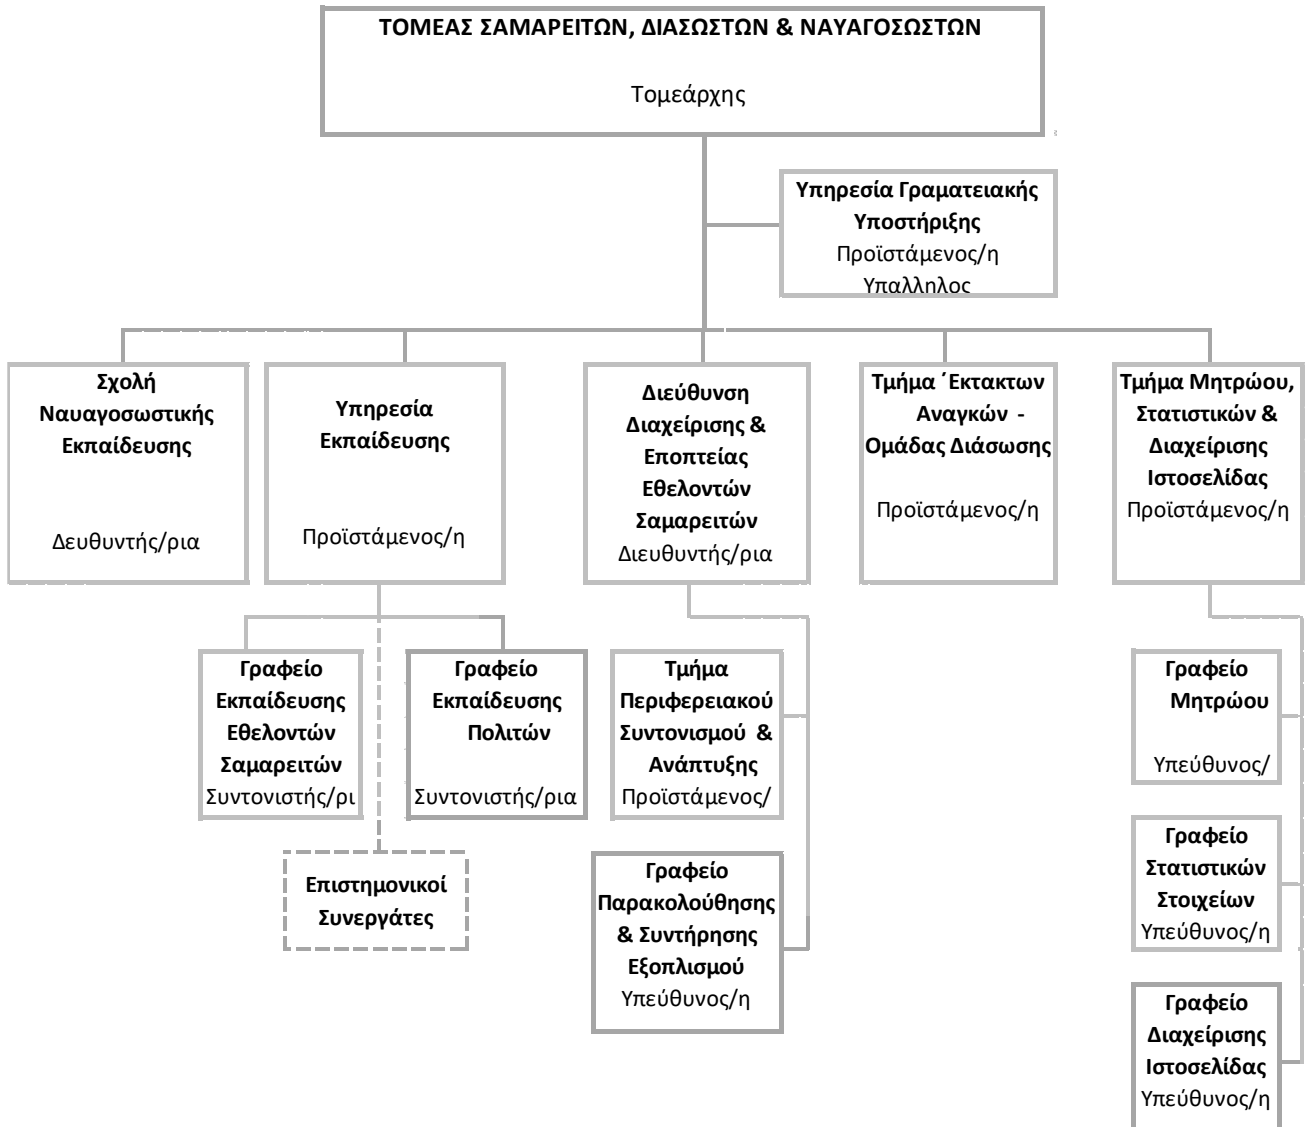 ΤΟΜΕΑΣ ΣΑΜΑΡΕΙΤΩΝ, ΔΙΑΣΩΣΤΩΝ & ΝΑΥΑΓΟΣΩΣΤΩΝ
Τομεάρχης
Υπηρεσία Γραματειακής
Υποστήριξης
Προϊστάμενος/η
Υπαλληλος
Σχολή
Ναυαγοσωστικής
Εκπαίδευσης
Δευθυντής/ρια
Υπηρεσία
Εκπαίδευσης
Προϊστάμενος/η
Διεύθυνση
Διαχείρισης &
Εποπτείας
Εθελοντών
Σαμαρειτών
Διευθυντής/ρια
Τμήμα ΄Εκτακτων
Αναγκών -
Ομάδας Διάσωσης
Προϊστάμενος/η
Τμήμα Μητρώου,
Στατιστικών &
Διαχείρισης
Ιστοσελίδας
Προϊστάμενος/η
Γραφείο
Εκπαίδευσης
Εθελοντών
Σαμαρειτών
Συντονιστής/ρι
Γραφείο
Εκπαίδευσης
Πολιτών
Συντονιστής/ρια
Επιστημονικοί
Συνεργάτες
Τμήμα
Περιφερειακού
Συντονισμού &
Ανάπτυξης
Προϊστάμενος/
Γραφείο
Παρακολούθησης
& Συντήρησης
Εξοπλισμού
Υπεύθυνος/η
Γραφείο
Μητρώου
Υπεύθυνος/
Γραφείο
Στατιστικών
Στοιχείων
Υπεύθυνος/η
Γραφείο
Διαχείρισης
Ιστοσελίδας
Υπεύθυνος/η